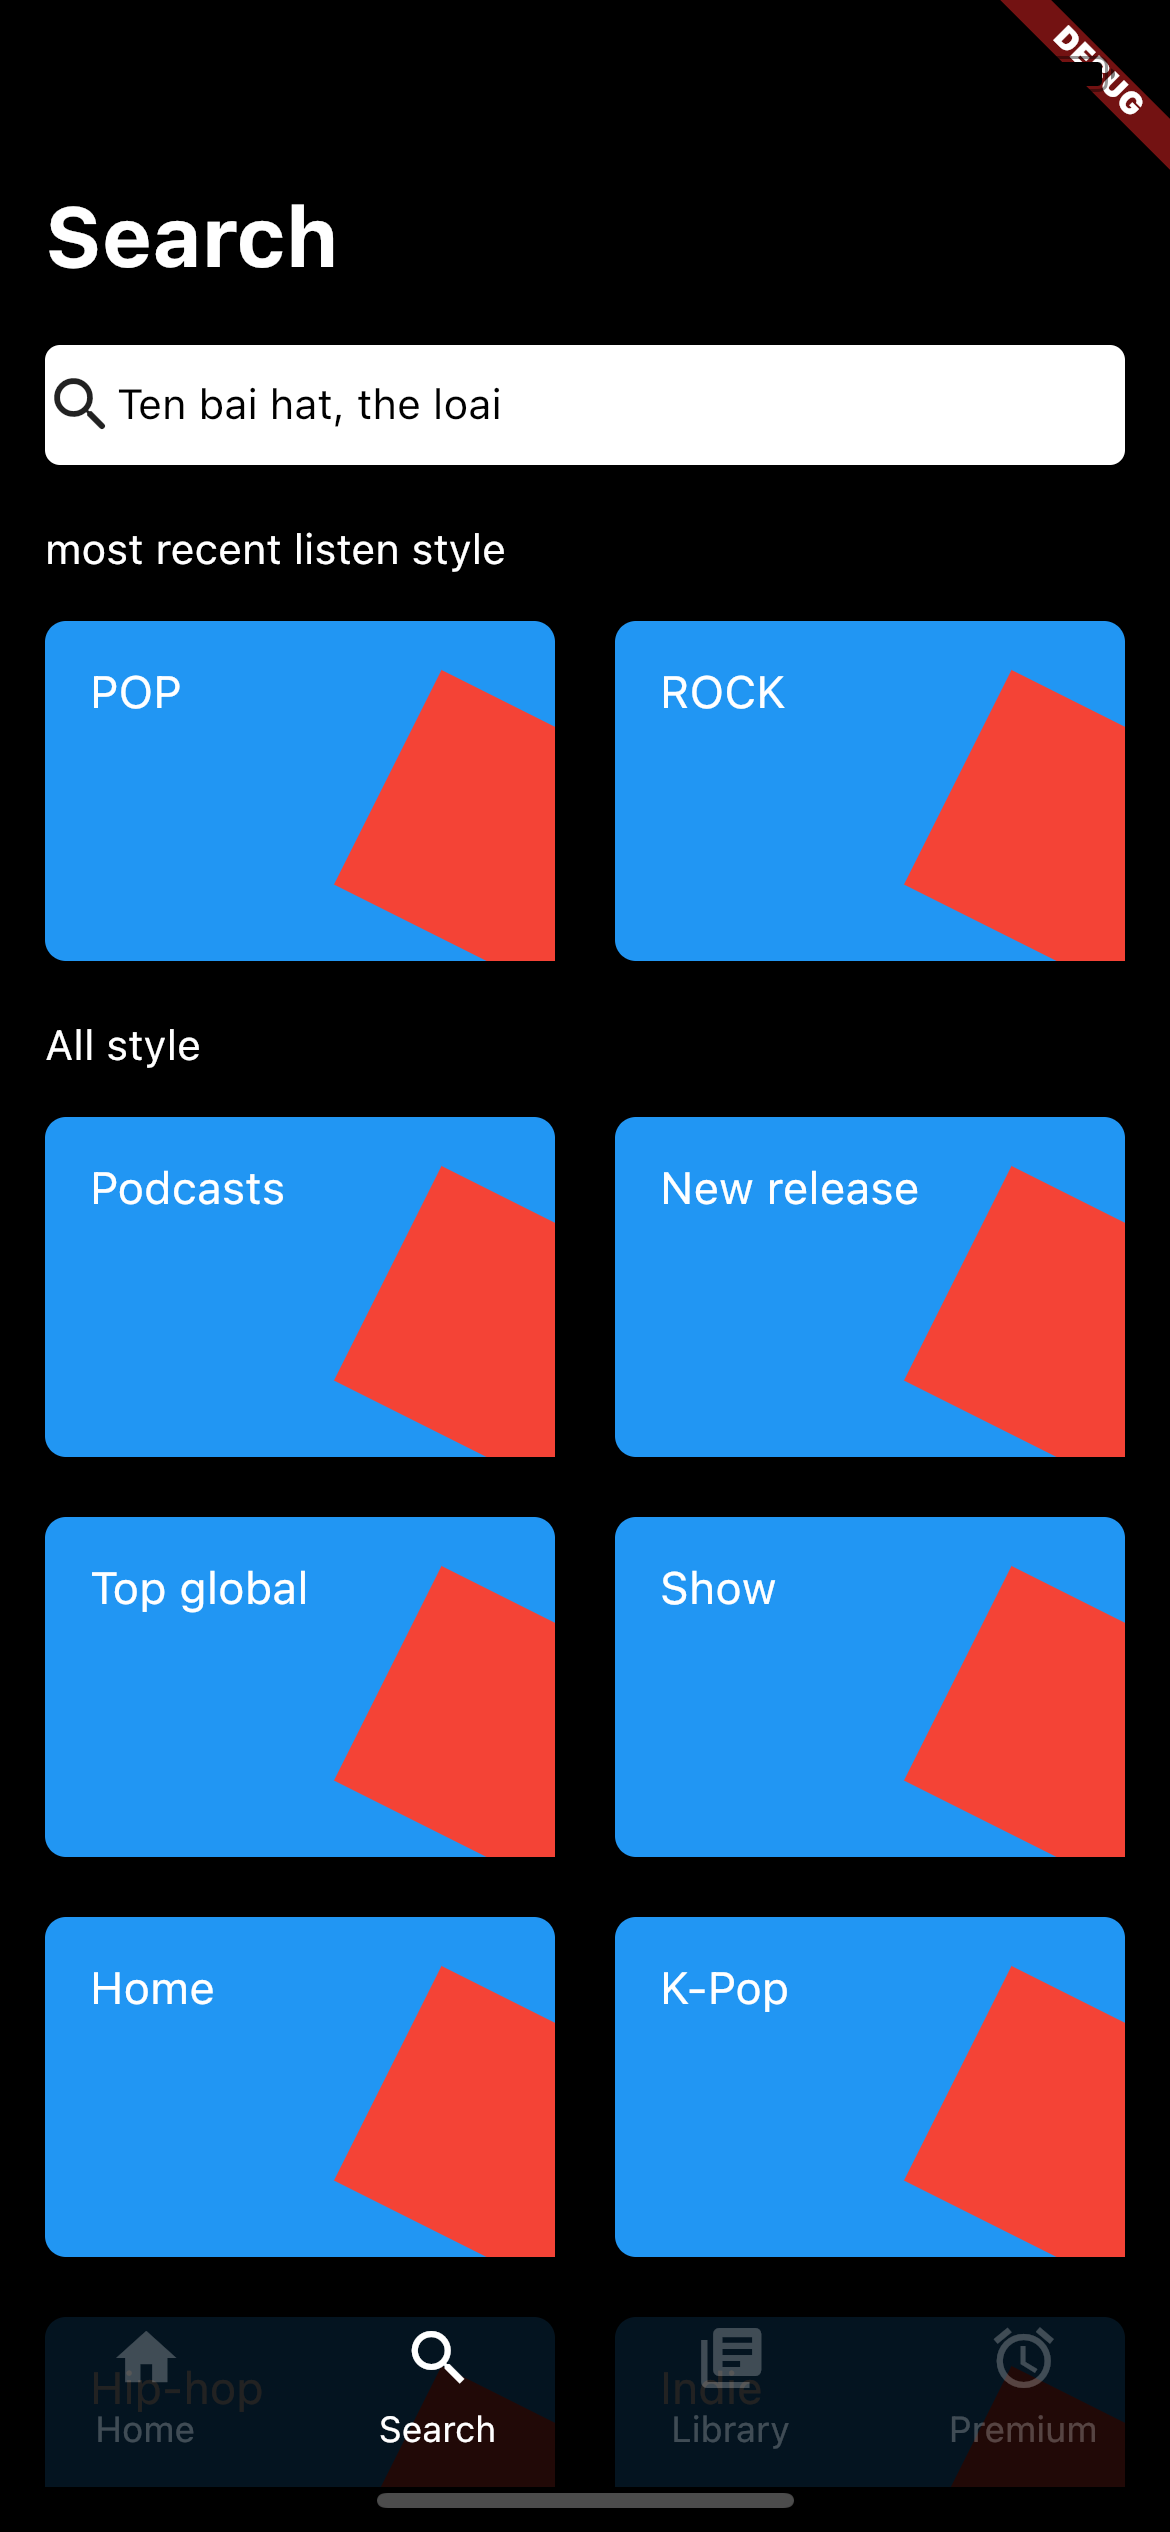 DEBUG
Search
Ten bai hat, the loai
most recent listen style
POP
ROCK
All style
Podcasts
New release
Top global
Show
Home
K-Pop
Hip-hop
Indie
Home
Search
Library
Premium